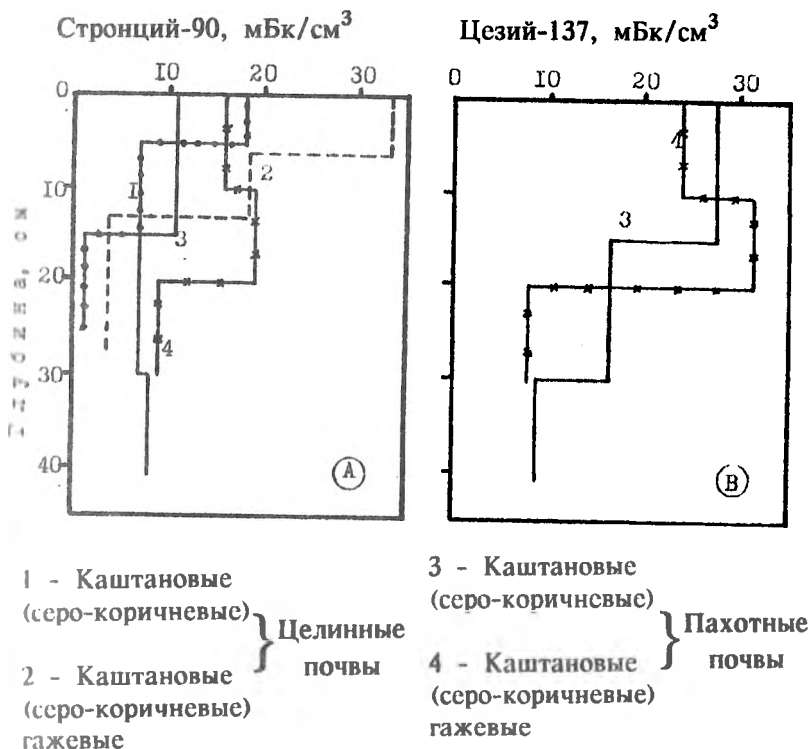 Стронций-90, мБк/см³
Цезий-137, мБк/см³
0 10 20 30
0 10 20 30
10
20
30
40
Глубина, см
1
2
3
4
A
4
3
B
1 - Каштановые
(серо-коричневые)
2 - Каштановые
(серо-коричневые)
гажевые
} Целинные
почвы
3 - Каштановые
(серо-коричневые)
4 - Каштановые
(серо-коричневые)
гажевые
} Пахотные
почвы